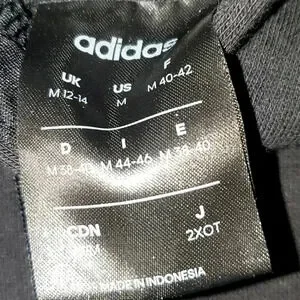 adidas
UK US F
M 12-14 M M 40-42
D I E
M 44-46 M 38-40
CDN J
2XOT
MADE IN INDONESIA